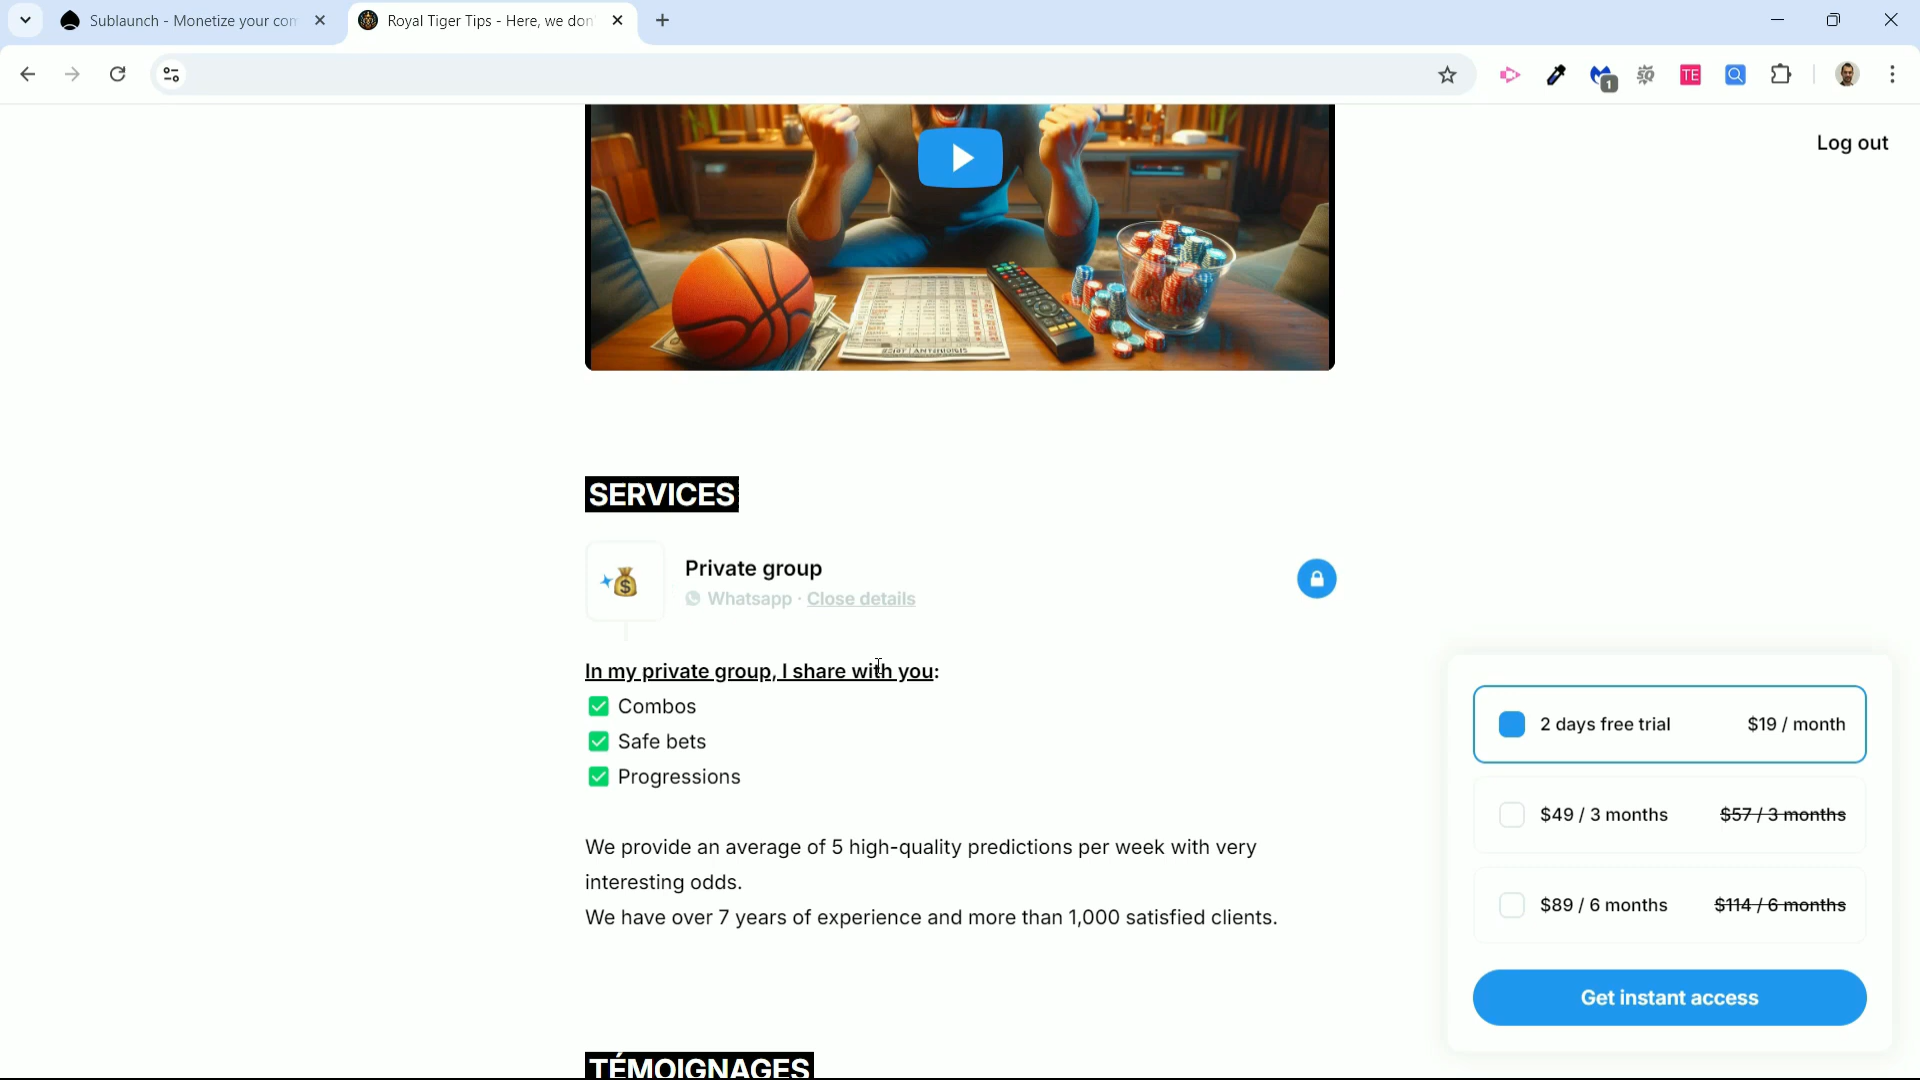 Sublaunch - Monetize your con
Royal Tiger Tips - Here, we don
TE
1
Log out
SERVICES
Private group
Whatsapp · Close details
In my private group, I share with you:
Combos
Safe bets
Progressions
We provide an average of 5 high-quality predictions per week with very
interesting odds.
We have over 7 years of experience and more than 1,000 satisfied clients.
2 days free trial $19 / month
$49 / 3 months $57 / 3 months
$89 / 6 months $114 / 6 months
Get instant access
TÉMOIGNAGES